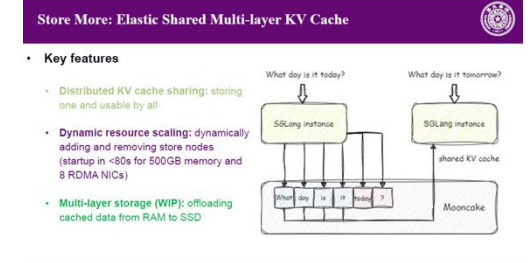 Store More: Elastic Shared Multi-layer KV Cache
• Key features
• Distributed KV cache sharing: storing
one and usable by all
• Dynamic resource scaling: dynamically
adding and removing store nodes
(startup in <80s for 500GB memory and
8 RDMA NICs)
• Multi-layer storage (WIP): offloading
cached data from RAM to SSD
What day is it today?
What day is it tomorrow?
SGLang instance
SGLang instance
shared KV cache
What day is it today ?
Mooncake